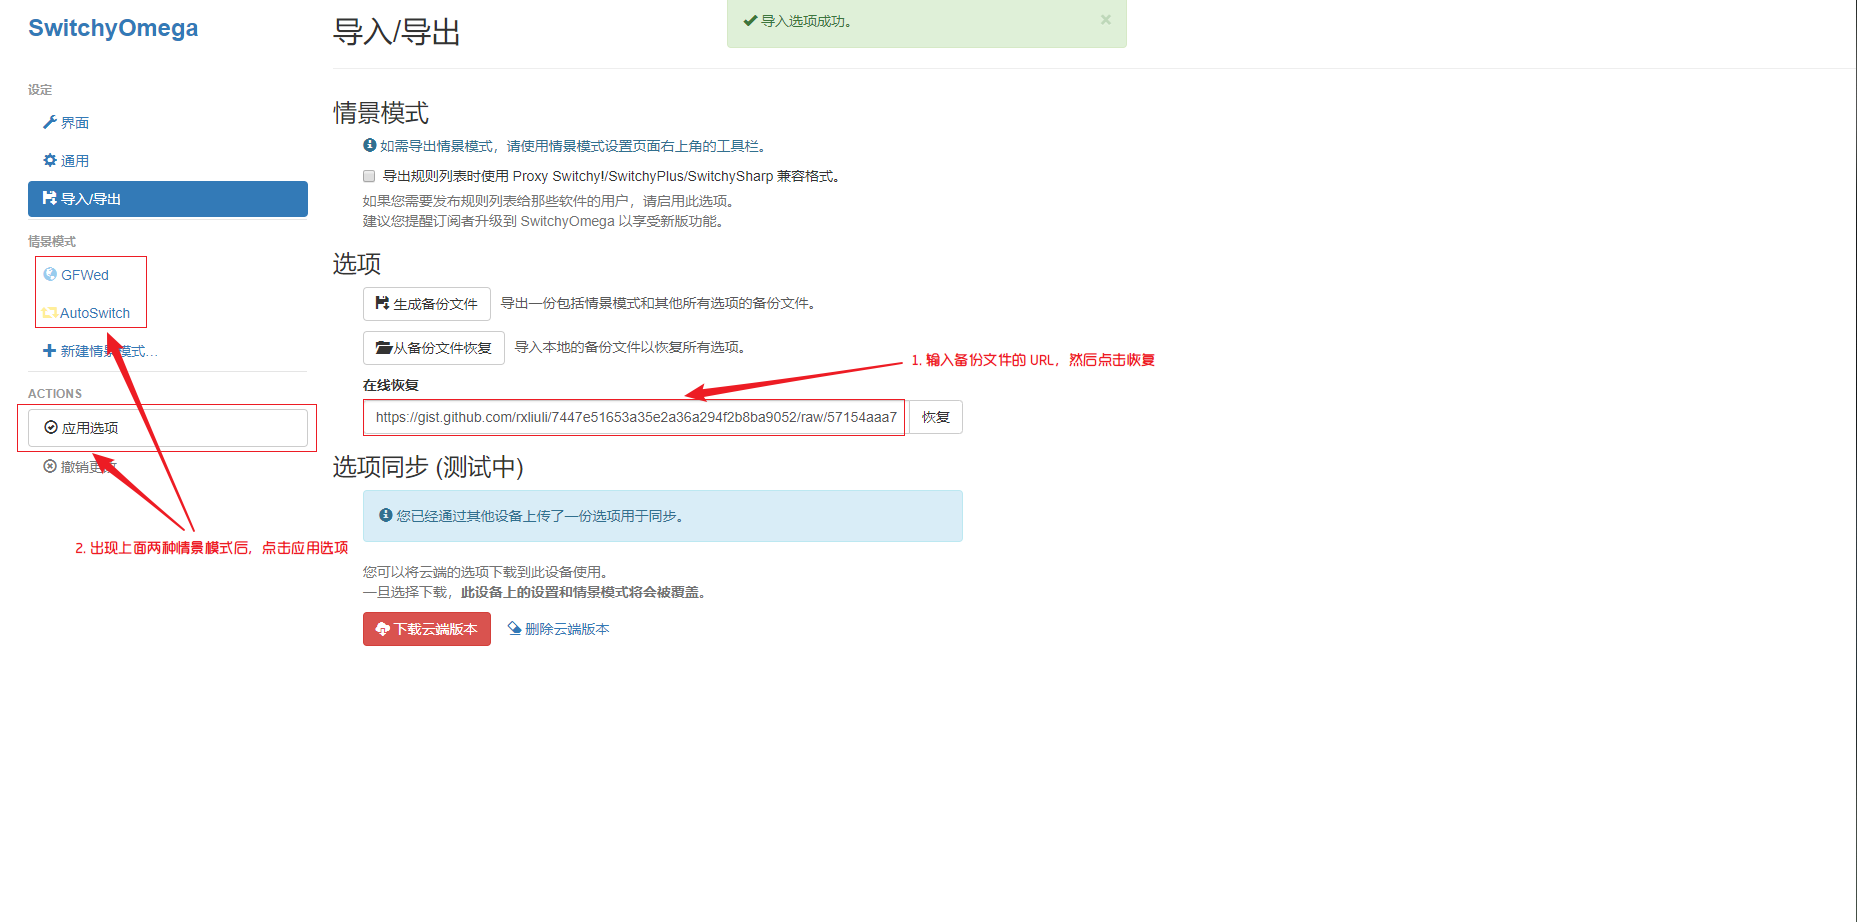 SwitchyOmega
设定
界面
通用
导入/导出
情景模式
GFWed
AutoSwitch
新建情景模式...
ACTIONS
应用选项
撤销更改
2. 出现上面两种情景模式后，点击应用选项
导入/导出
导入选项成功。
×
情景模式
如需导出情景模式，请使用情景模式设置页面右上角的工具栏。
导出规则列表时使用 Proxy Switchy!/SwitchyPlus/SwitchySharp 兼容格式。
如果您需要发布规则列表给那些软件的用户，请启用此选项。
建议您提醒订阅者升级到 SwitchyOmega 以享受新版功能。
选项
生成备份文件 导出一份包括情景模式和其他所有选项的备份文件。
从备份文件恢复 导入本地的备份文件以恢复所有选项。
1. 输入备份文件的 URL，然后点击恢复
在线恢复
https://gist.github.com/rxliuli/7447e51653a35e2a36a294f2b8ba9052/raw/57154aaa7 恢复
选项同步 (测试中)
您已经通过其他设备上传了一份选项用于同步。
您可以将云端的选项下载到此设备使用。
一旦选择下载，此设备上的设置和情景模式将会被覆盖。
下载云端版本 删除云端版本